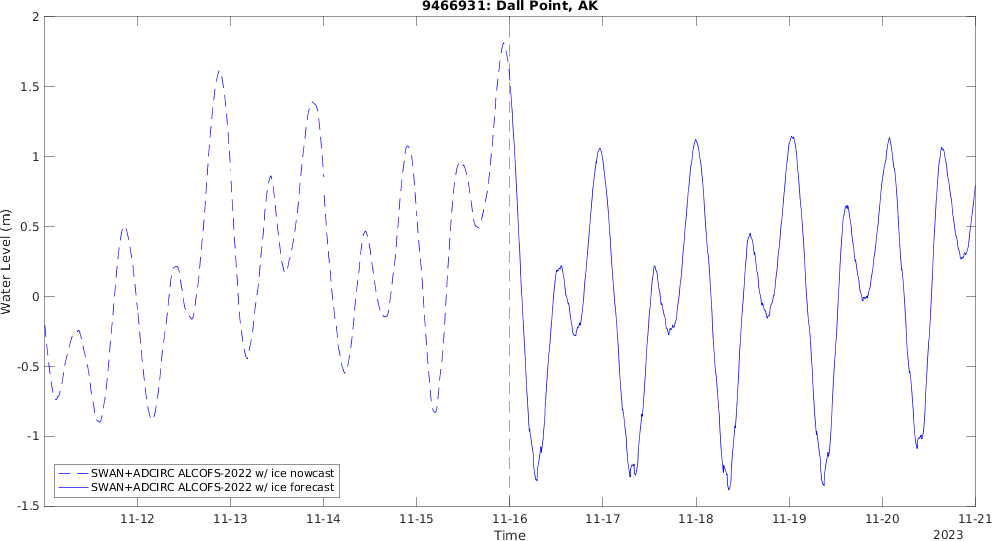 9466931: Dall Point, AK
2
1.5
1
0.5
0
-0.5
-1
-1.5
Water Level (m)
SWAN+ADCIRC ALCOFS-2022 w/ ice nowcast
SWAN+ADCIRC ALCOFS-2022 w/ ice forecast
11-12 11-13 11-14 11-15 11-16 11-17 11-18 11-19 11-20 11-21
Time
2023